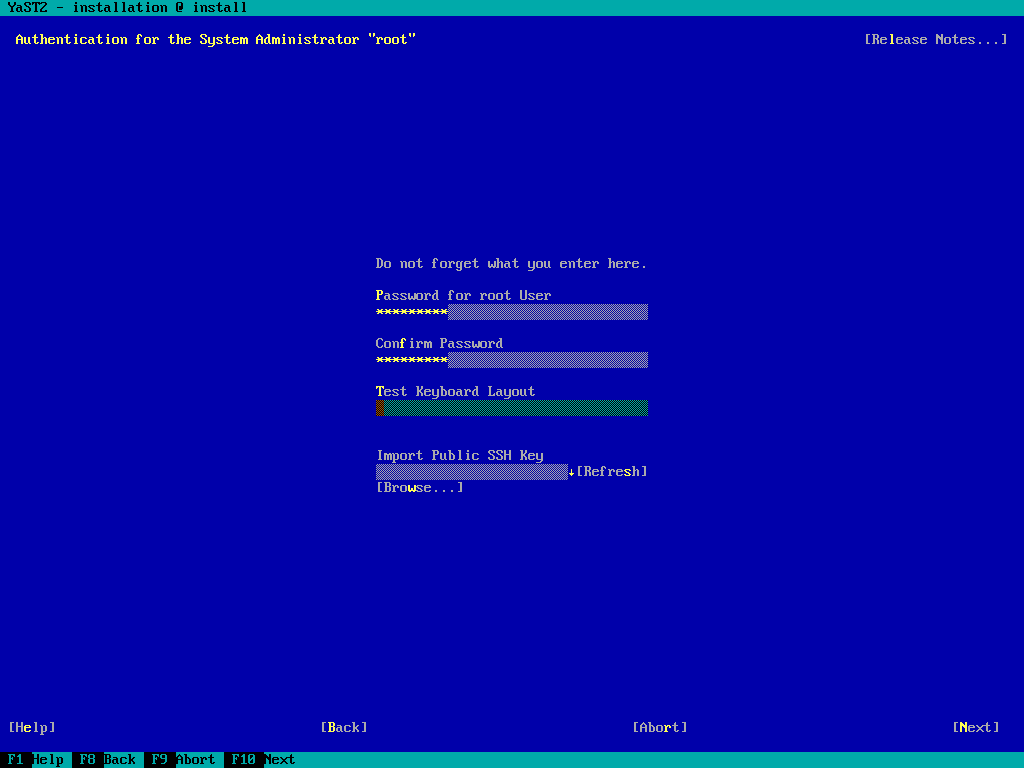 YaST2 - installation @ install
Authentication for the System Administrator "root" [Release Notes...]
Do not forget what you enter here.
Password for root User
*********
Confirm Password
*********
Test Keyboard Layout
Import Public SSH Key
↓[Refresh]
[Browse...]
[Help] [Back] [Abort] [Next]
F1 Help F8 Back F9 Abort F10 Next